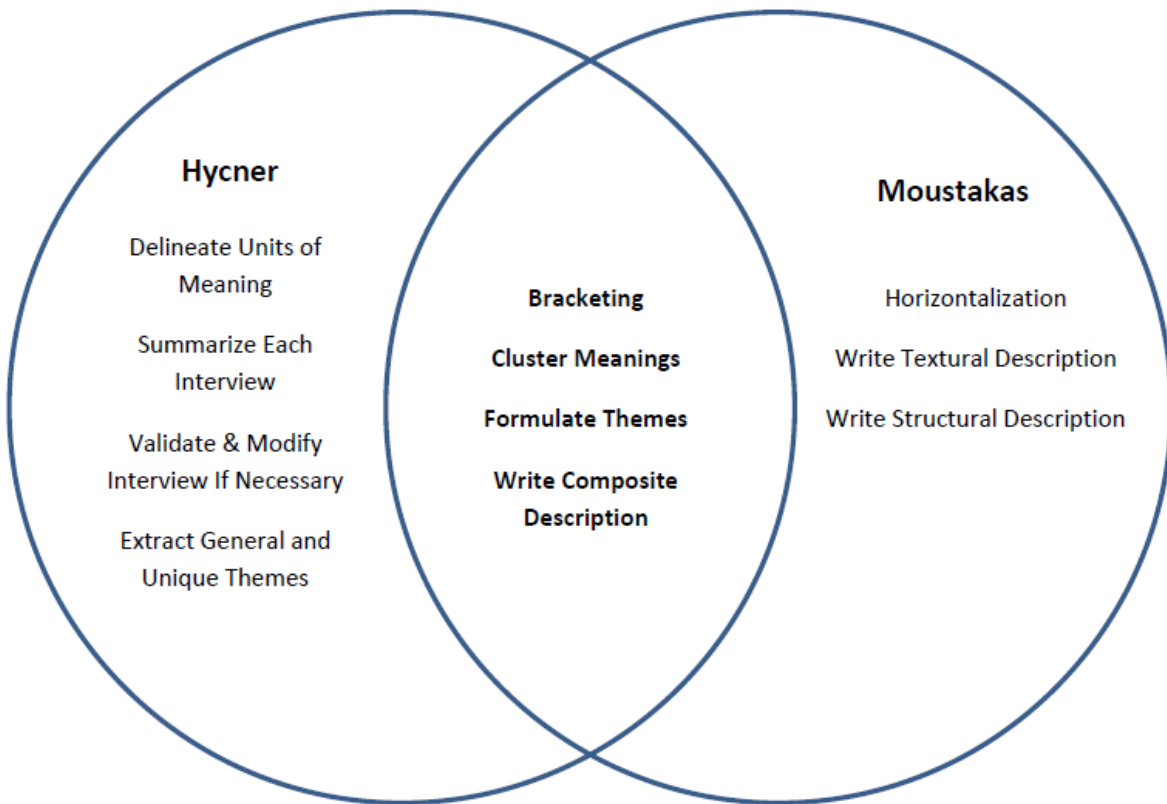 Hycner
Delineate Units of
Meaning
Summarize Each
Interview
Validate & Modify
Interview If Necessary
Extract General and
Unique Themes
Bracketing
Cluster Meanings
Formulate Themes
Write Composite
Description
Moustakas
Horizontalization
Write Textural Description
Write Structural Description